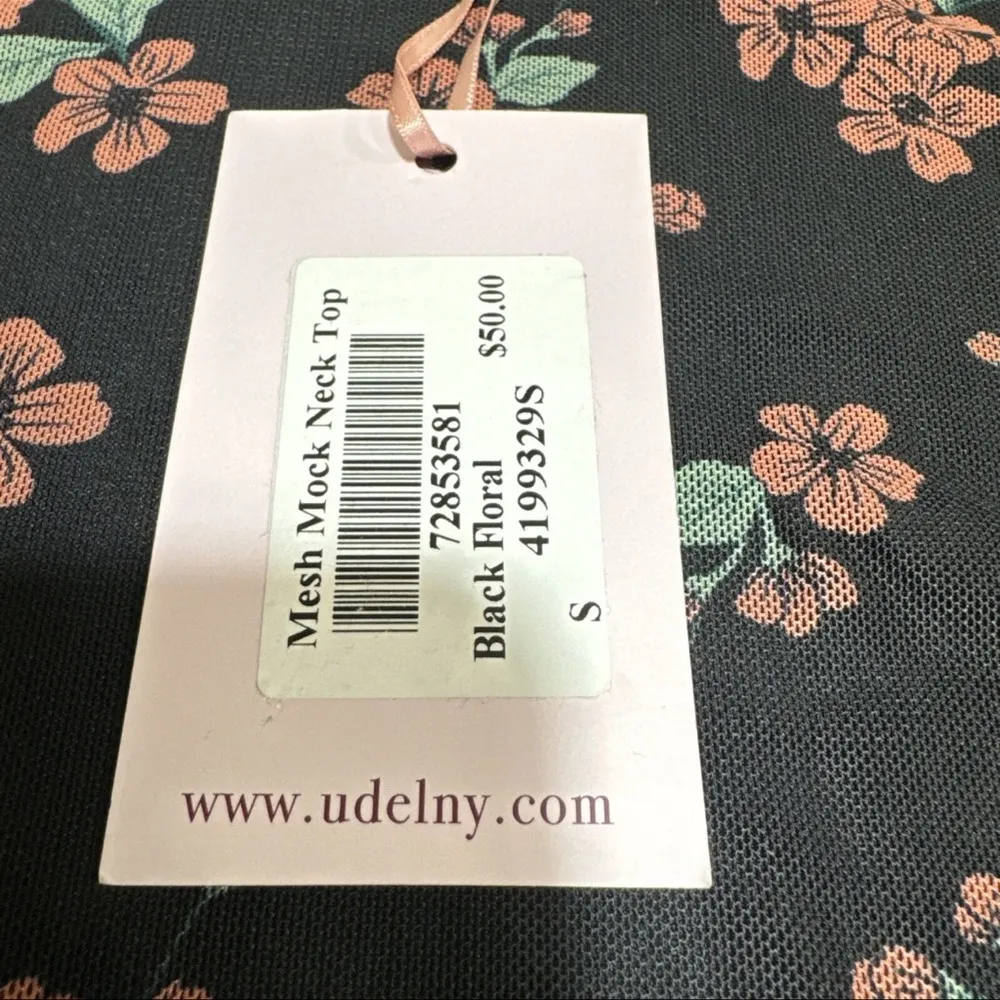 Mesh Mock Neck Top
72853581
Black Floral $50.00
41999329S
S
www.udelny.com